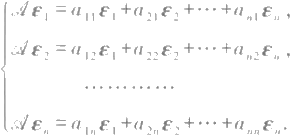 𝒜ε₁ = a₁₁ε₁ + a₂₁ε₂ + ⋯ + aₙ₁εₙ,
𝒜ε₂ = a₁₂ε₁ + a₂₂ε₂ + ⋯ + aₙ₂εₙ,
…………
𝒜εₙ = a₁ₙε₁ + a₂ₙε₂ + ⋯ + aₙₙεₙ.